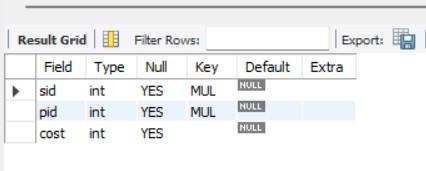 Result Grid Filter Rows: Export:
Field Type Null Key Default Extra
sid int YES MUL NULL
pid int YES MUL NULL
cost int YES NULL